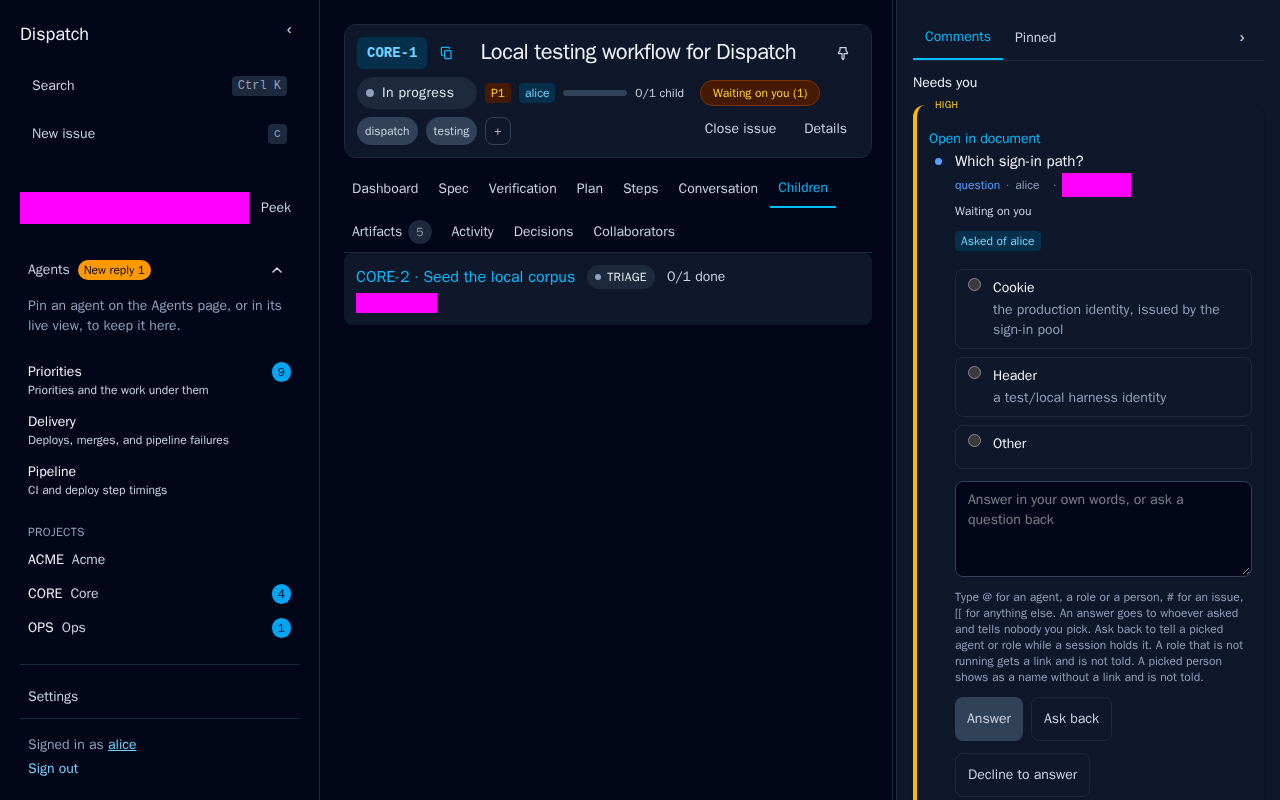 Dispatch
Search
Ctrl K
New issue
C
Peek
Agents
New reply 1
Pin an agent on the Agents page, or in its
live view, to keep it here.
Priorities
9
Priorities and the work under them
Delivery
Deploys, merges, and pipeline failures
Pipeline
CI and deploy step timings
PROJECTS
ACME Acme
CORE Core
4
OPS Ops
1
Settings
Signed in as alice
Sign out
CORE-1
Local testing workflow for Dispatch
In progress
P1
alice
0/1 child
Waiting on you (1)
dispatch
testing
+
Close issue
Details
Dashboard
Spec
Verification
Plan
Steps
Conversation
Children
Artifacts 5
Activity
Decisions
Collaborators
CORE-2 · Seed the local corpus
TRIAGE
0/1 done
Comments
Pinned
Needs you
HIGH
Open in document
Which sign-in path?
question · alice ·
Waiting on you
Asked of alice
Cookie
the production identity, issued by the
sign-in pool
Header
a test/local harness identity
Other
Answer in your own words, or ask a
question back
Type @ for an agent, a role or a person, # for an issue,
[[ for anything else. An answer goes to whoever asked
and tells nobody you pick. Ask back to tell a picked
agent or role while a session holds it. A role that is not
running gets a link and is not told. A picked person
shows as a name without a link and is not told.
Answer
Ask back
Decline to answer